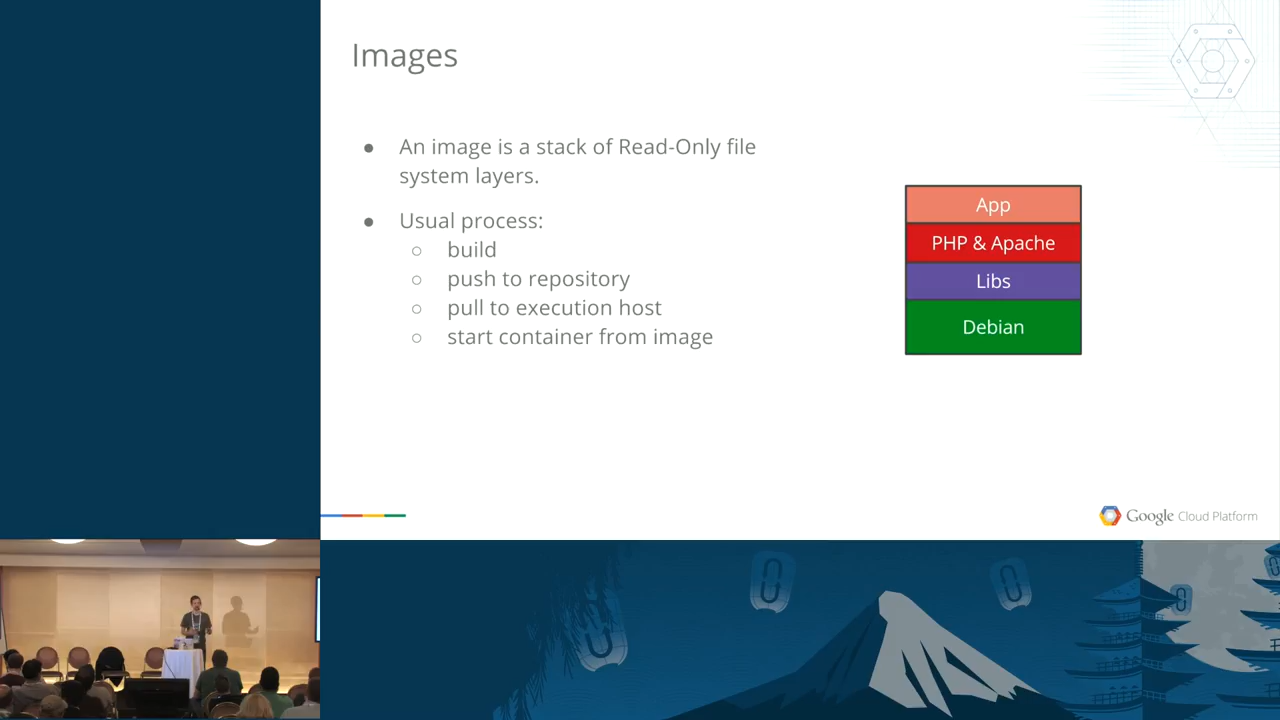 Images
● An image is a stack of Read-Only file
system layers.
● Usual process:
○ build
○ push to repository
○ pull to execution host
○ start container from image
App
PHP & Apache
Libs
Debian
Google Cloud Platform